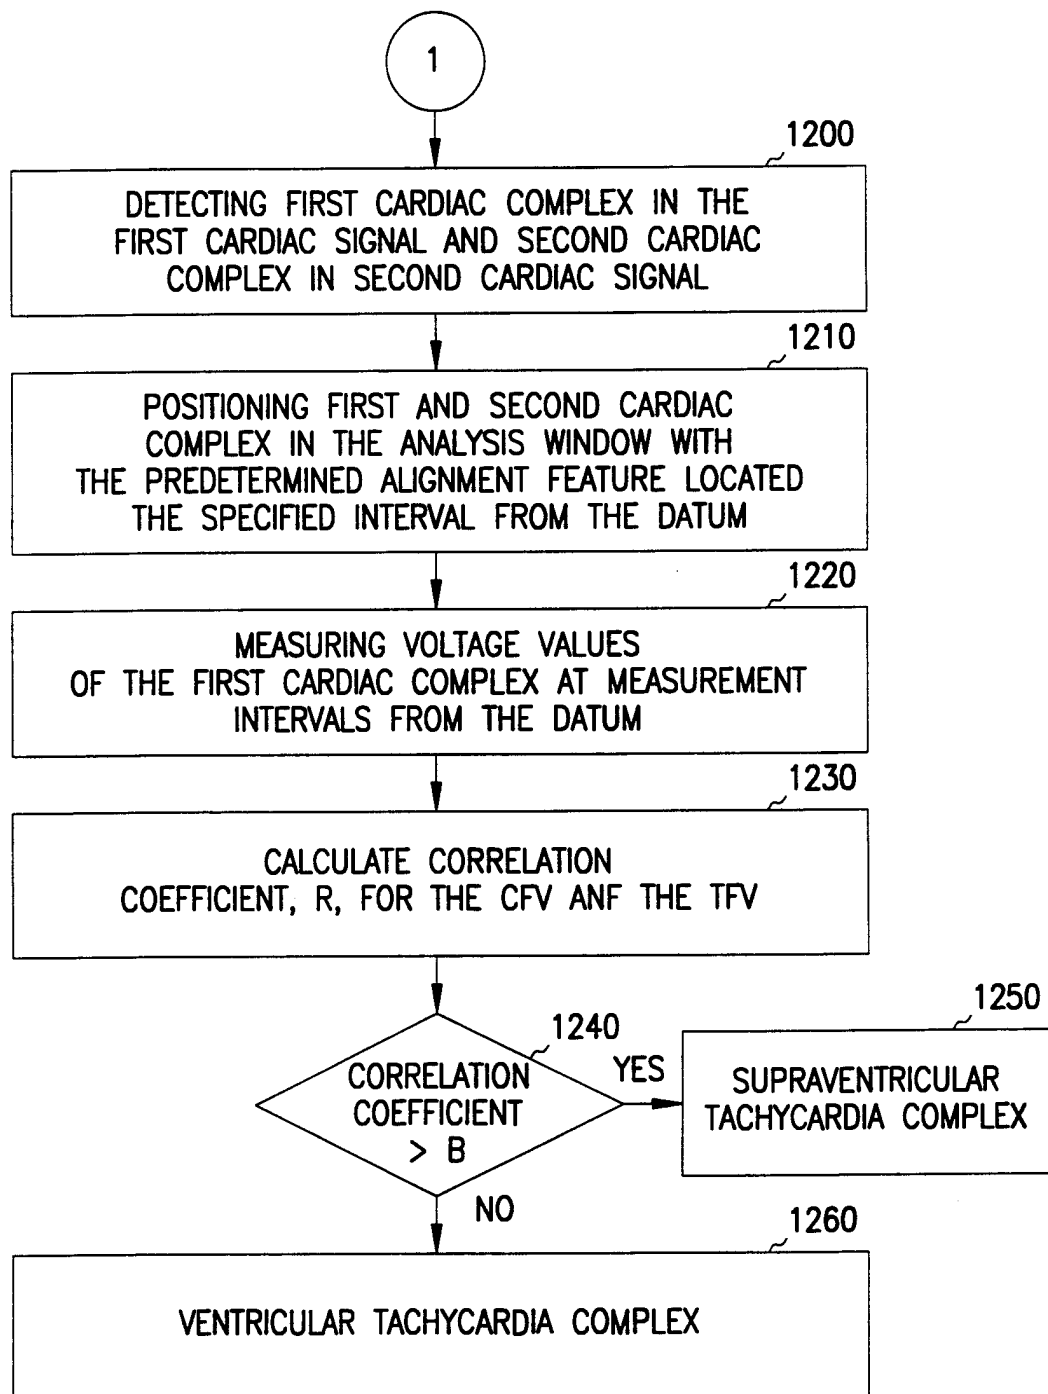 1
1200
DETECTING FIRST CARDIAC COMPLEX IN THE
FIRST CARDIAC SIGNAL AND SECOND CARDIAC
COMPLEX IN SECOND CARDIAC SIGNAL
1210
POSITIONING FIRST AND SECOND CARDIAC
COMPLEX IN THE ANALYSIS WINDOW WITH
THE PREDETERMINED ALIGNMENT FEATURE LOCATED
THE SPECIFIED INTERVAL FROM THE DATUM
1220
MEASURING VOLTAGE VALUES
OF THE FIRST CARDIAC COMPLEX AT MEASUREMENT
INTERVALS FROM THE DATUM
1230
CALCULATE CORRELATION
COEFFICIENT, R, FOR THE CFV ANF THE TFV
1240
CORRELATION
COEFFICIENT
> B
YES
1250
SUPRAVENTRICULAR
TACHYCARDIA COMPLEX
NO
1260
VENTRICULAR TACHYCARDIA COMPLEX